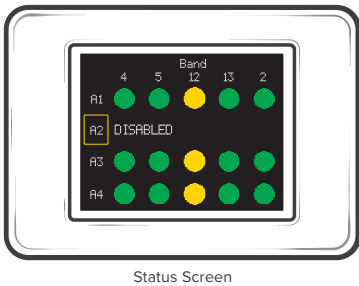 Band
4 5 12 13 2
A1
A2 DISABLED
A3
A4
Status Screen